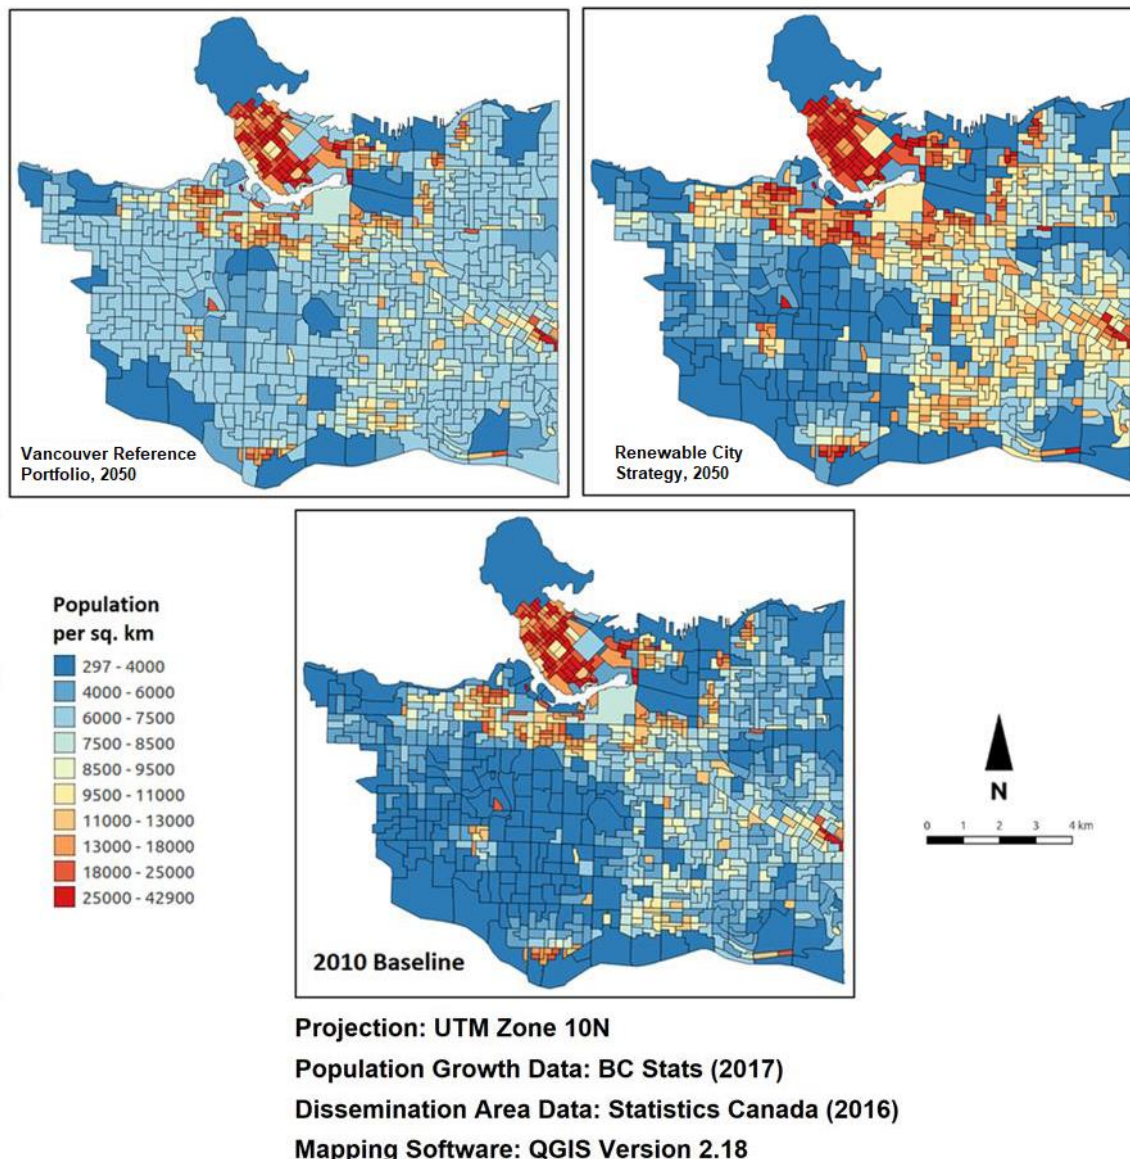 Vancouver Reference
Portfolio, 2050
Renewable City
Strategy, 2050
Population
per sq. km
297 - 4000
4000 - 6000
6000 - 7500
7500 - 8500
8500 - 9500
9500 - 11000
11000 - 13000
13000 - 18000
18000 - 25000
25000 - 42900
2010 Baseline
N
0 1 2 3 4 km
Projection: UTM Zone 10N
Population Growth Data: BC Stats (2017)
Dissemination Area Data: Statistics Canada (2016)
Mapping Software: QGIS Version 2.18